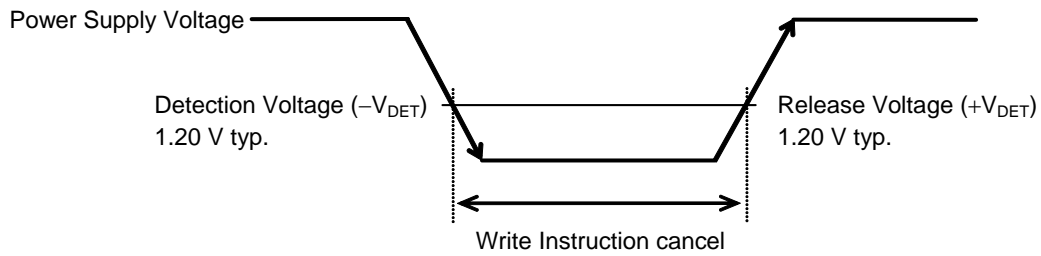 Power Supply Voltage
Detection Voltage (−VDET)
1.20 V typ.
Release Voltage (+VDET)
1.20 V typ.
Write Instruction cancel